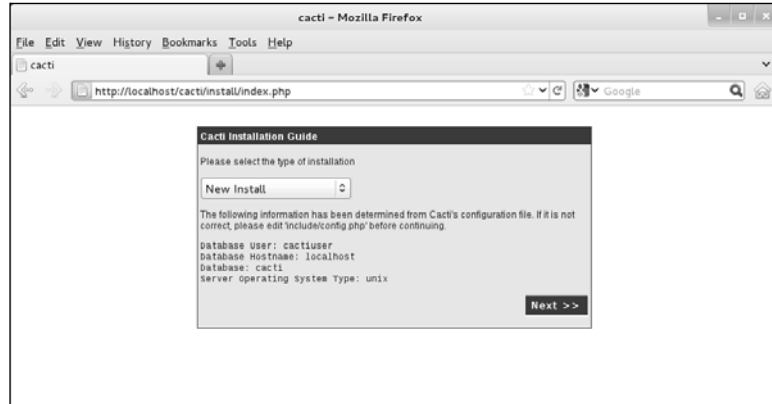 cacti - Mozilla Firefox
File Edit View History Bookmarks Tools Help
cacti
http://localhost/cacti/install/index.php
Google
Cacti Installation Guide
Please select the type of installation
New Install
The following information has been determined from Cacti's configuration file. If it is not
correct, please edit 'include/config.php' before continuing.
Database User: cactiuser
Database Hostname: localhost
Database: cacti
Server Operating System Type: unix
Next >>